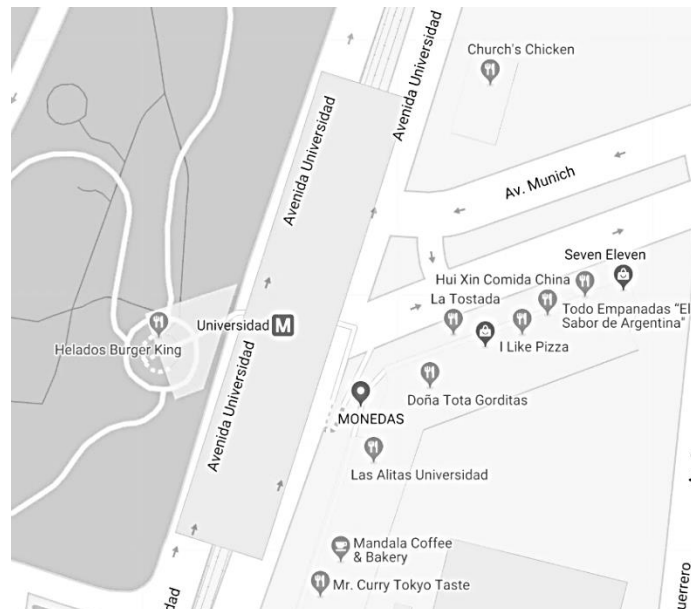 Church's Chicken
Avenida Universidad
Avenida Universidad
Av. Munich
Seven Eleven
Hui Xin Comida China
La Tostada
Todo Empanadas "El
Sabor de Argentina"
Universidad M
I Like Pizza
Helados Burger King
Doña Tota Gorditas
Avenida Universidad
MONEDAS
Las Alitas Universidad
Mandala Coffee
& Bakery
Mr. Curry Tokyo Taste